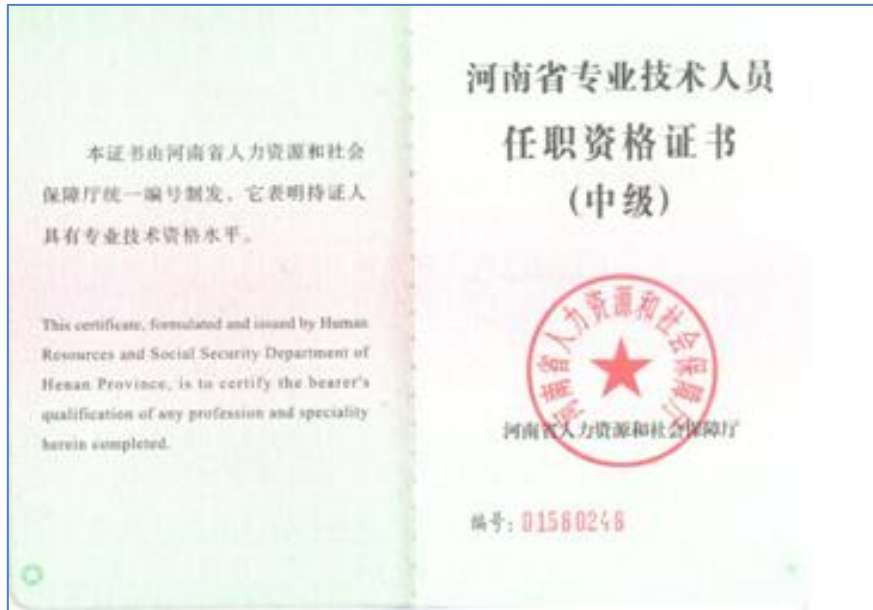 本证书由河南省人力资源和社会
保障厅统一编号制发，它表明持证人
具有专业技术资格水平。
This certificate, formulated and issued by Human
Resources and Social Security Department of
Henan Province, is to certify the bearer's
qualification of any profession and speciality
herein completed.
河南省专业技术人员
任职资格证书
(中级)
河南省人力资源和社会保障厅
河南省人力资源和社会保障厅
编号: 01580248